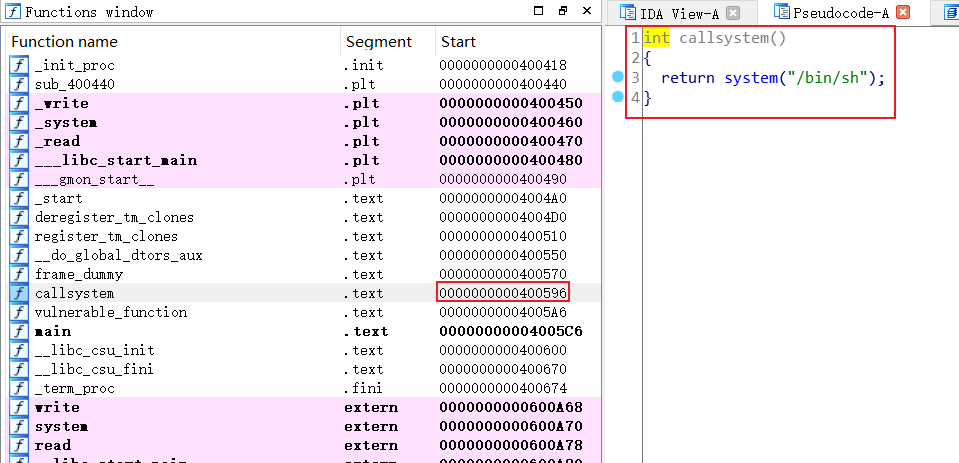 Functions window
Function name Segment Start
_init_proc .init 0000000000400418
sub_400440 .plt 0000000000400440
_write .plt 0000000000400450
_system .plt 0000000000400460
_read .plt 0000000000400470
___libc_start_main .plt 0000000000400480
___gmon_start__ .plt 0000000000400490
_start .text 00000000004004A0
deregister_tm_clones .text 00000000004004D0
register_tm_clones .text 0000000000400510
__do_global_dtors_aux .text 0000000000400550
frame_dummy .text 0000000000400570
callsystem .text 0000000000400596
vulnerable_function .text 00000000004005A6
main .text 00000000004005C6
__libc_csu_init .text 0000000000400600
__libc_csu_fini .text 0000000000400670
_term_proc .fini 0000000000400674
write extern 0000000000600A68
system extern 0000000000600A70
read extern 0000000000600A78
IDA View-A Pseudocode-A
1 int callsystem()
2 {
3 return system("/bin/sh");
4 }